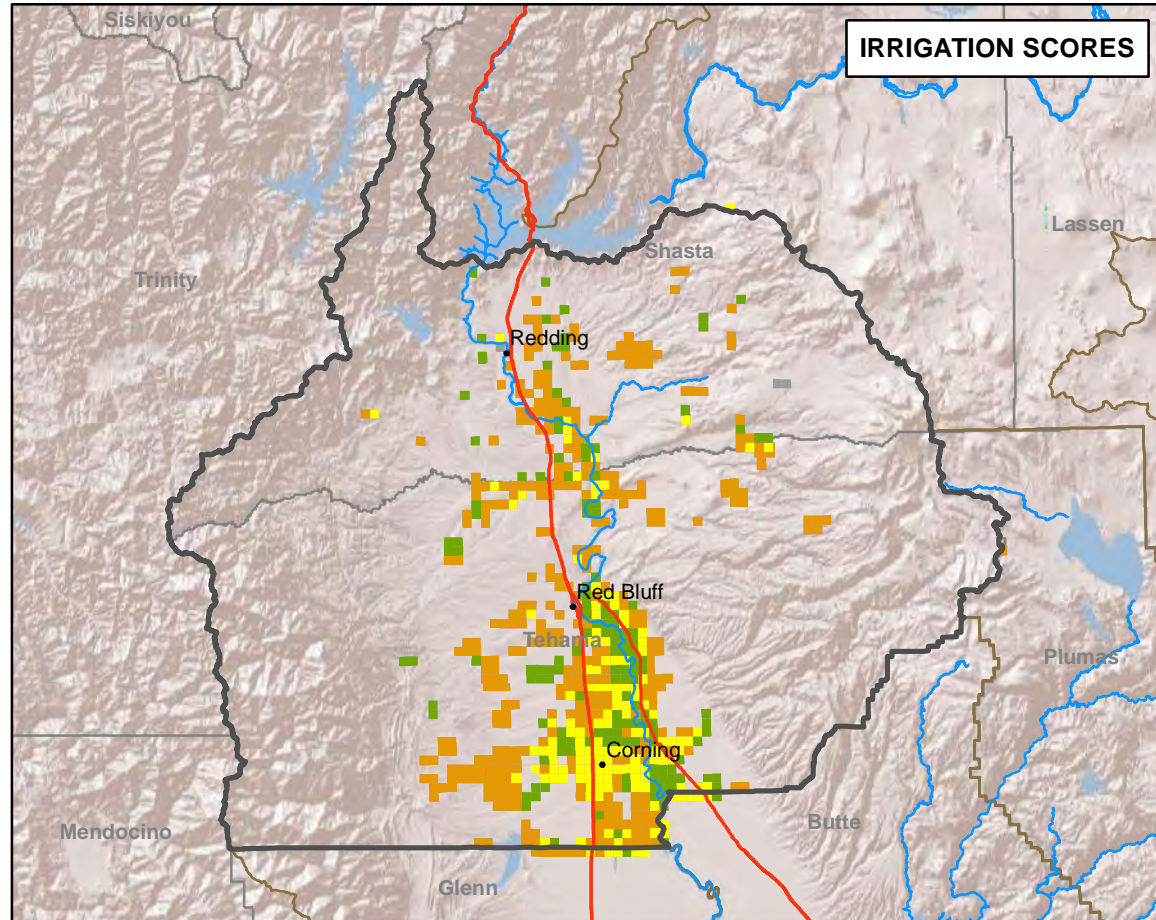 Siskiyou
IRRIGATION SCORES
Lassen
Shasta
Trinity
Redding
Red Bluff
Tehama
Plumas
Corning
Butte
Mendocino
Glenn